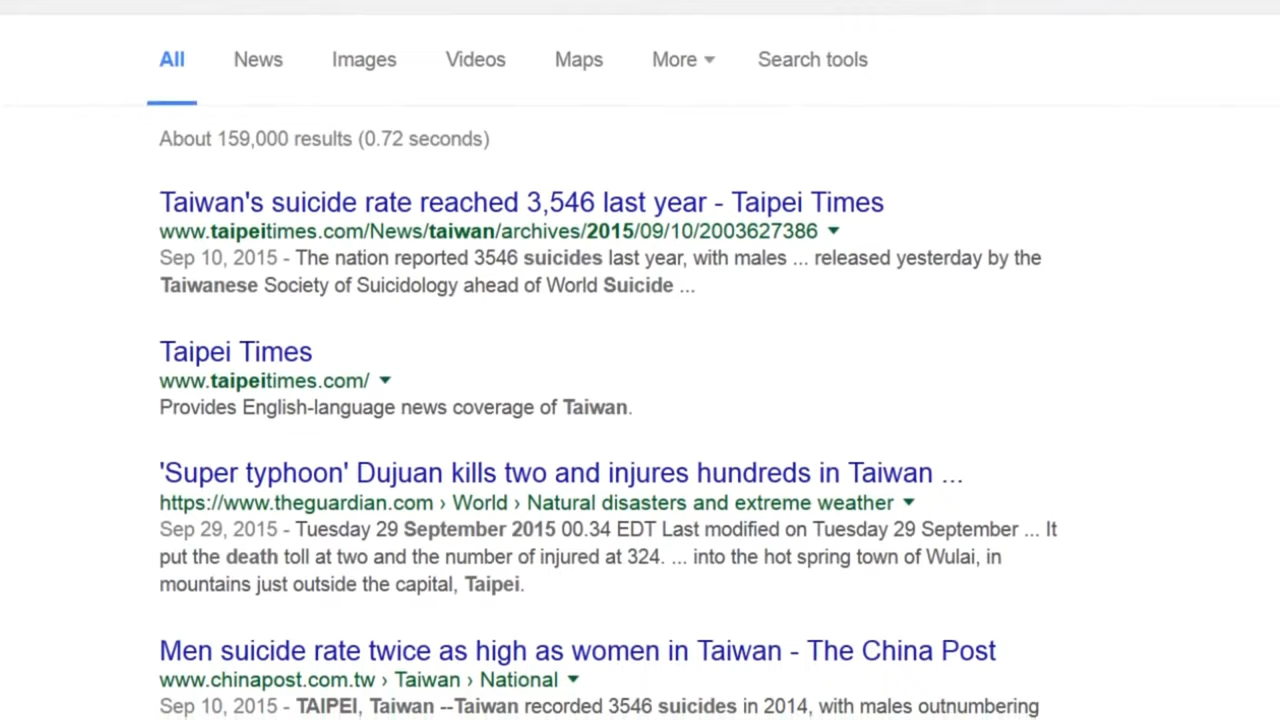 All News Images Videos Maps More Search tools
About 159,000 results (0.72 seconds)
Taiwan's suicide rate reached 3,546 last year - Taipei Times
www.taipeitimes.com/News/taiwan/archives/2015/09/10/2003627386
Sep 10, 2015 - The nation reported 3546 suicides last year, with males ... released yesterday by the
Taiwanese Society of Suicidology ahead of World Suicide ...
Taipei Times
www.taipeitimes.com/
Provides English-language news coverage of Taiwan.
'Super typhoon' Dujuan kills two and injures hundreds in Taiwan ...
https://www.theguardian.com › World › Natural disasters and extreme weather
Sep 29, 2015 - Tuesday 29 September 2015 00.34 EDT Last modified on Tuesday 29 September ... It
put the death toll at two and the number of injured at 324. ... into the hot spring town of Wulai, in
mountains just outside the capital, Taipei.
Men suicide rate twice as high as women in Taiwan - The China Post
www.chinapost.com.tw › Taiwan › National
Sep 10, 2015 - TAIPEI, Taiwan --Taiwan recorded 3546 suicides in 2014, with males outnumbering